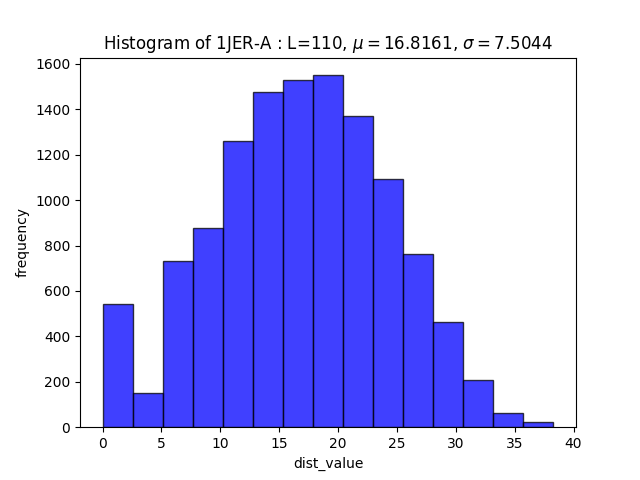 Histogram of 1JER-A : L=110, μ = 16.8161, σ = 7.5044
1600
1400
1200
1000
800
600
400
200
0
frequency
0 5 10 15 20 25 30 35 40
dist_value